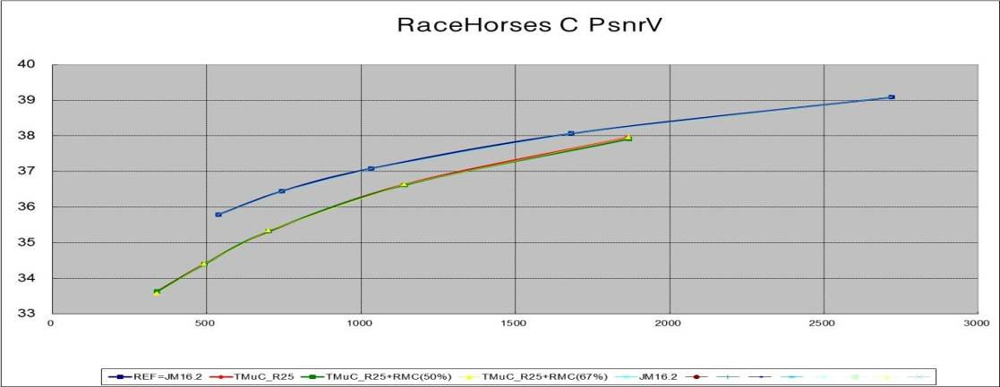 RaceHorses C PsnrV
40
39
38
37
36
35
34
33
0 500 1000 1500 2000 2500 3000
REF=JM16.2 TMuC_R25 TMuC_R25+RMC(50%) TMuC_R25+RMC(67%) JM16.2